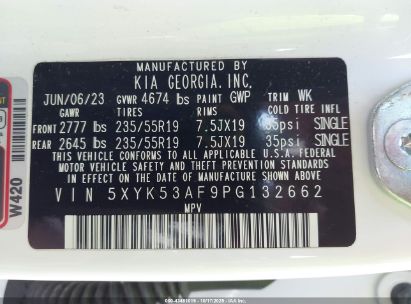 MANUFACTURED BY
KIA GEORGIA, INC.
JUN/06/23 GVWR 4674 lbs PAINT GWP TRIM WK
GAWR TIRES RIMS COLD TIRE INFL
FRONT 2777 lbs 235/55R19 7.5JX19 35psi SINGLE
REAR 2645 lbs 235/55R19 7.5JX19 35psi SINGLE
THIS VEHICLE CONFORMS TO ALL APPLICABLE
U.S.A. FEDERAL MOTOR VEHICLE SAFETY STANDARDS IN
EFFECT ON THE DATE OF MANUFACTURE SHOWN ABOVE.
VIN 5XYK53AF9PG132662
MPV
W420